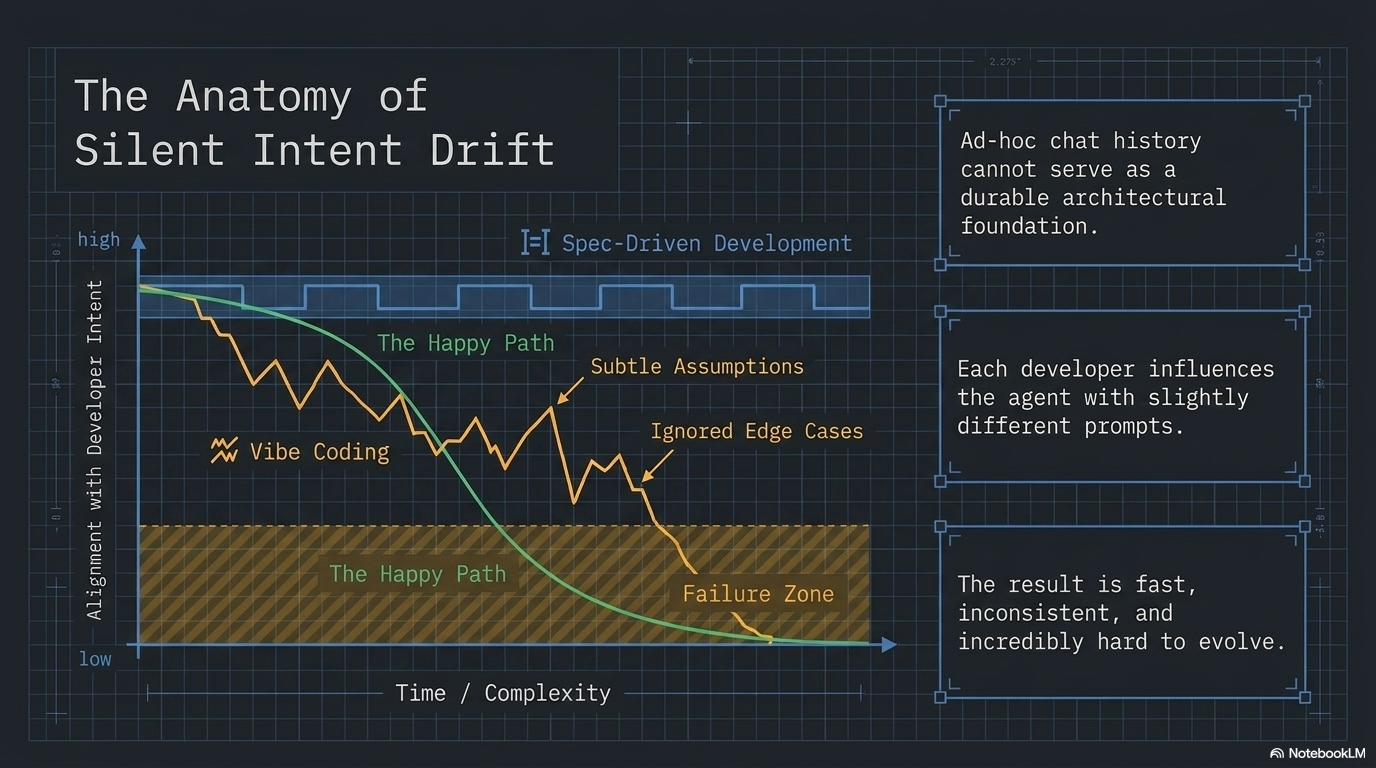 The Anatomy of
Silent Intent Drift
2.275"
high
Alignment with Developer Intent
low
Spec-Driven Development
The Happy Path
Subtle Assumptions
Ignored Edge Cases
Vibe Coding
The Happy Path
Failure Zone
Time / Complexity
Ad-hoc chat history
cannot serve as a
durable architectural
foundation.
Each developer influences
the agent with slightly
different prompts.
The result is fast,
inconsistent, and
incredibly hard to evolve.
NotebookLM